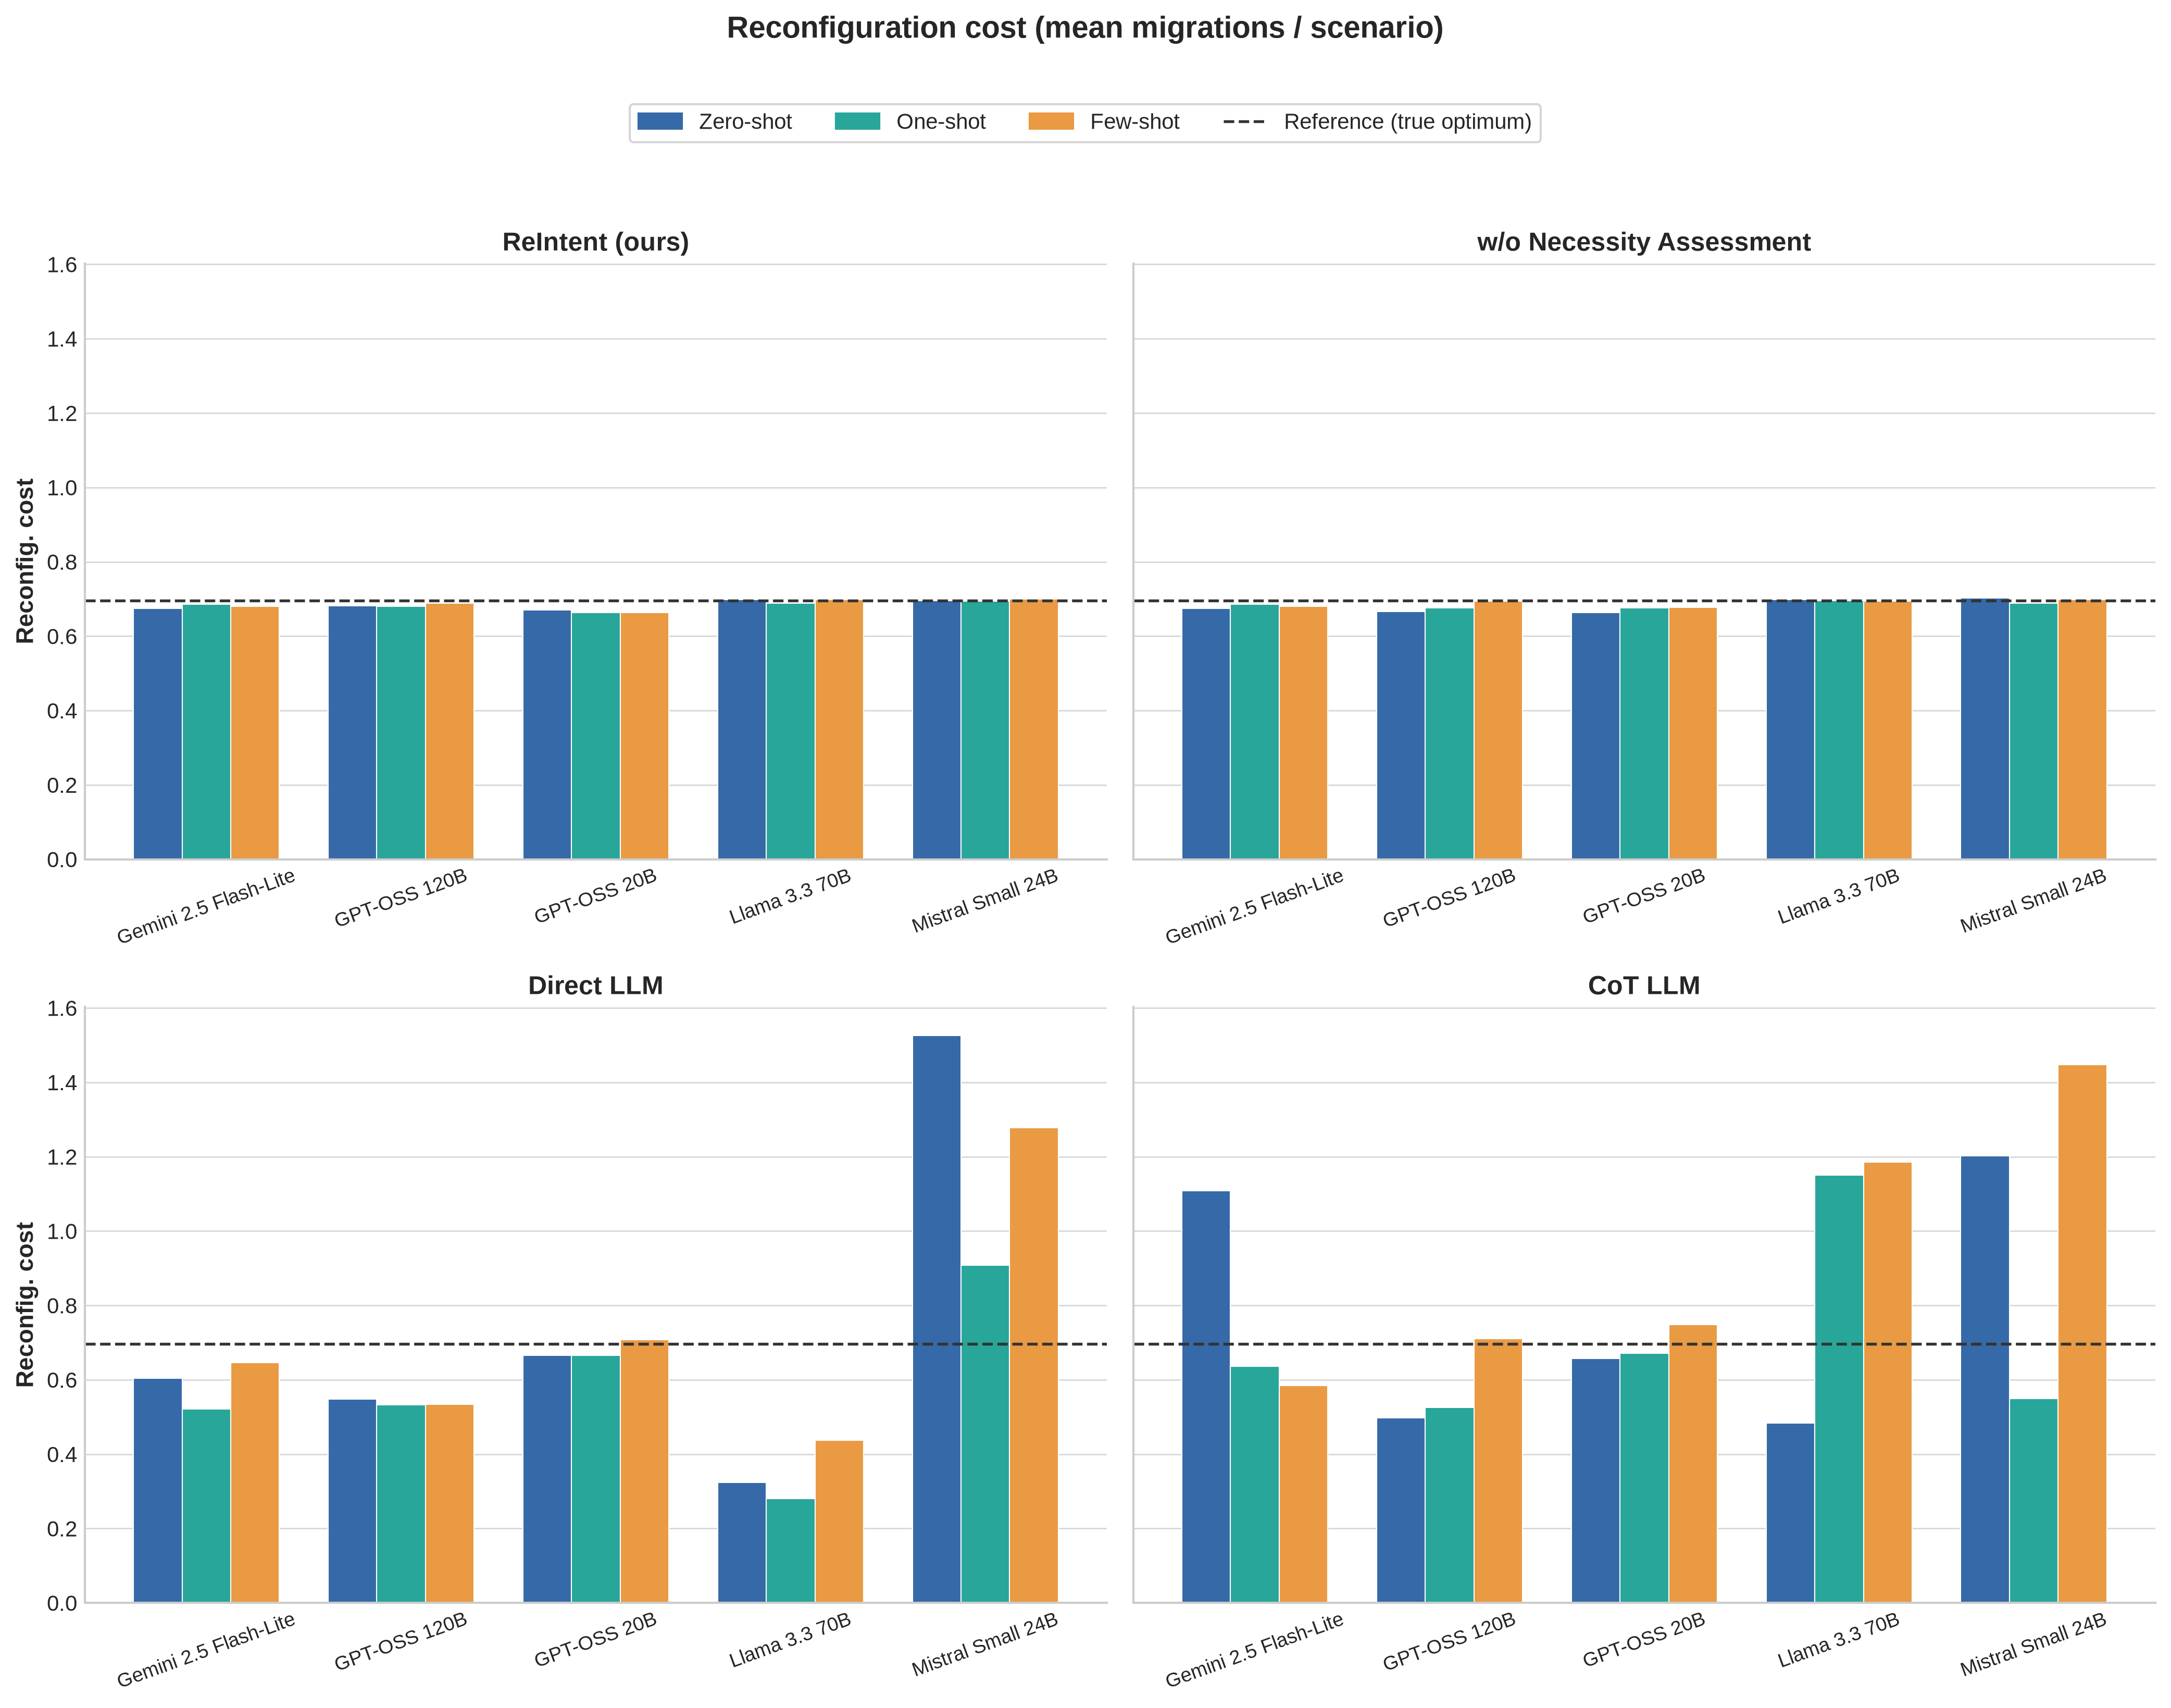 Reconfiguration cost (mean migrations / scenario)
Zero-shot One-shot Few-shot Reference (true optimum)
ReIntent (ours)
1.6
1.4
1.2
1.0
0.8
0.6
0.4
0.2
0.0
Reconfig. cost
Gemini 2.5 Flash-Lite
GPT-OSS 120B
GPT-OSS 20B
Llama 3.3 70B
Mistral Small 24B
w/o Necessity Assessment
Gemini 2.5 Flash-Lite
GPT-OSS 120B
GPT-OSS 20B
Llama 3.3 70B
Mistral Small 24B
Direct LLM
1.6
1.4
1.2
1.0
0.8
0.6
0.4
0.2
0.0
Reconfig. cost
Gemini 2.5 Flash-Lite
GPT-OSS 120B
GPT-OSS 20B
Llama 3.3 70B
Mistral Small 24B
CoT LLM
Gemini 2.5 Flash-Lite
GPT-OSS 120B
GPT-OSS 20B
Llama 3.3 70B
Mistral Small 24B